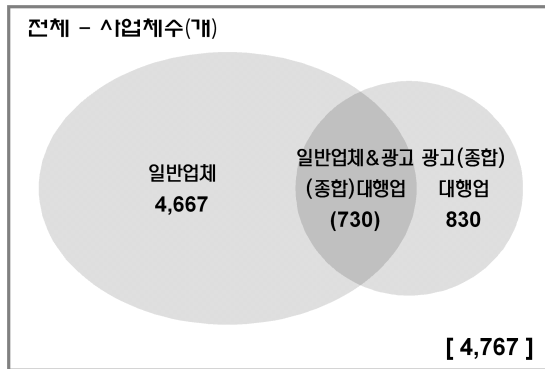 전체 - 사업체수(개)
일반업체
4,667
일반업체&광고
(종합)대행업
(730)
광고(종합)
대행업
830
[ 4,767 ]